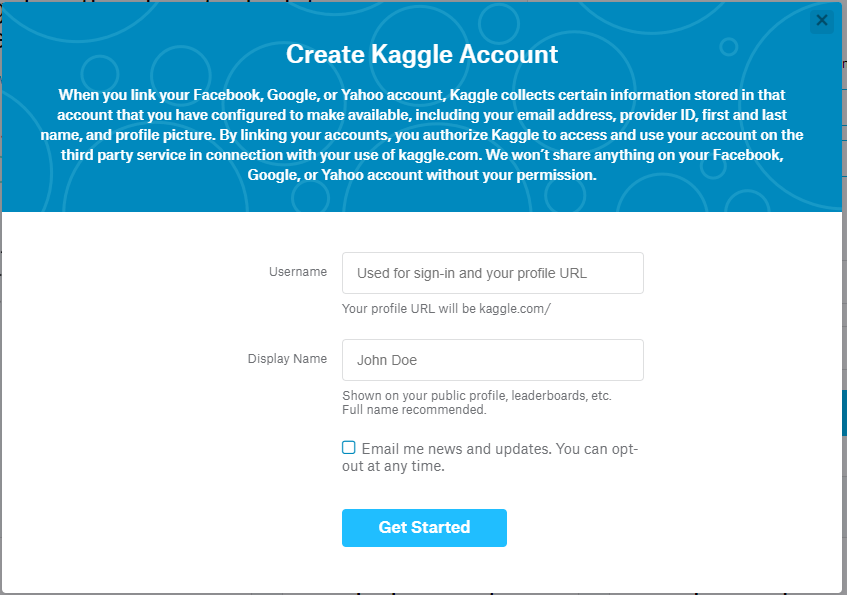 Create Kaggle Account
When you link your Facebook, Google, or Yahoo account, Kaggle collects certain information stored in that
account that you have configured to make available, including your email address, provider ID, first and last
name, and profile picture. By linking your accounts, you authorize Kaggle to access and use your account on the
third party service in connection with your use of kaggle.com. We won’t share anything on your Facebook,
Google, or Yahoo account without your permission.
Username
Used for sign-in and your profile URL
Your profile URL will be kaggle.com/
Display Name
John Doe
Shown on your public profile, leaderboards, etc.
Full name recommended.
Email me news and updates. You can opt-
out at any time.
Get Started